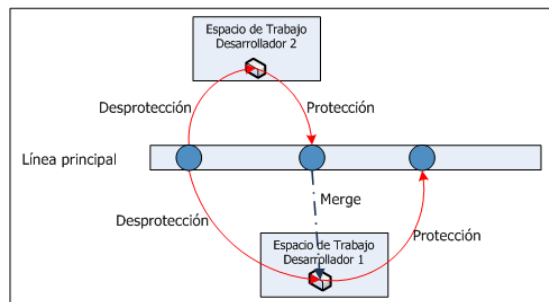 Espacio de Trabajo
Desarrollador 2
Desprotección
Protección
Línea principal
Merge
Desprotección
Protección
Espacio de Trabajo
Desarrollador 1